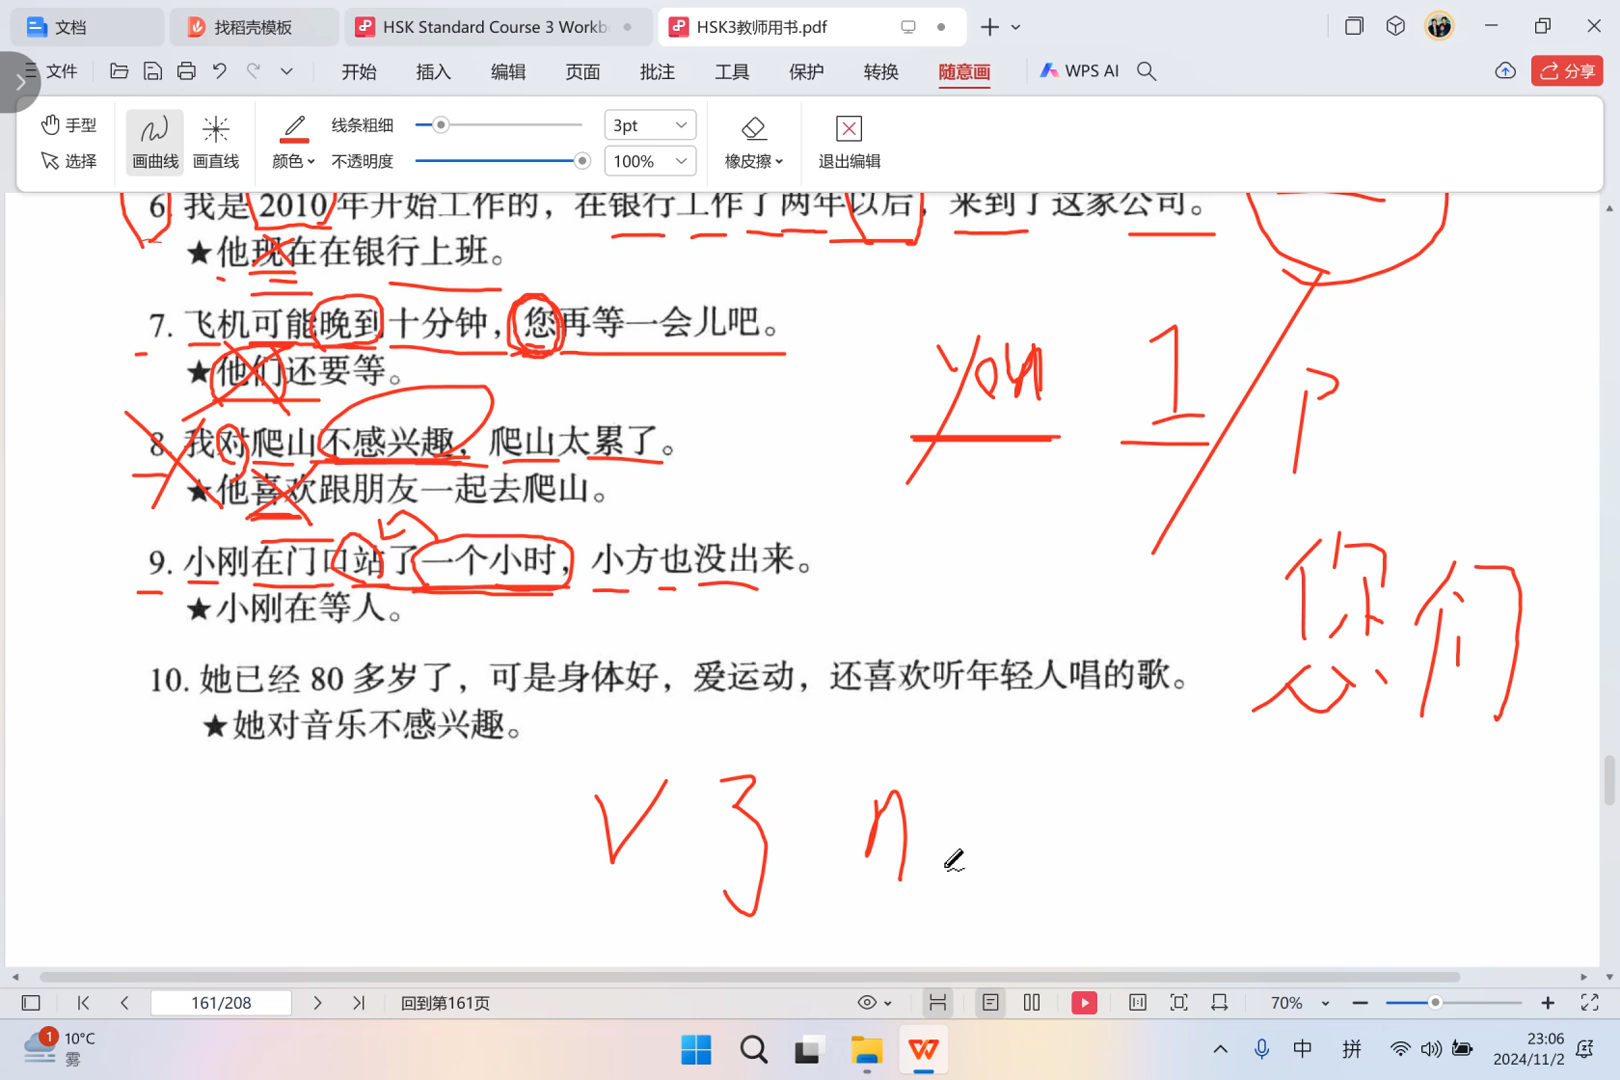 文档
找稻壳模板
HSK Standard Course 3 Workb
HSK3教师用书.pdf
文件
开始
插入
编辑
页面
批注
工具
保护
转换
随意画
WPS AI
分享
手型
选择
画曲线
画直线
颜色
线条粗细
3pt
不透明度
100%
橡皮擦
退出编辑
6. 我是 2010 年开始工作的，在银行工作了两年以后，来到了这家公司。
★他现在在银行上班。
7. 飞机可能晚到十分钟，您再等一会儿吧。
★他们还要等。
8. 我对爬山不感兴趣，爬山太累了。
★他喜欢跟朋友一起去爬山。
9. 小刚在门口站了一个小时，小方也没出来。
★小刚在等人。
10. 她已经 80 多岁了，可是身体好，爱运动，还喜欢听年轻人唱的歌。
★她对音乐不感兴趣。
you
1
P
您们
V 3 n
161/208
回到第161页
70%
1
10°C
雾
中
拼
23:06
2024/11/2